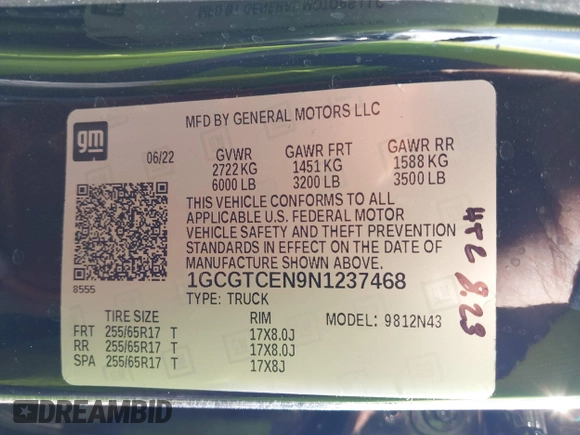 MFD BY GENERAL MOTORS LLC
gm
06/22 GVWR GAWR FRT GAWR RR
2722 KG 1451 KG 1588 KG
6000 LB 3200 LB 3500 LB
THIS VEHICLE CONFORMS TO ALL
APPLICABLE U.S. FEDERAL MOTOR
VEHICLE SAFETY AND THEFT PREVENTION
STANDARDS IN EFFECT ON THE DATE OF
MANUFACTURE SHOWN ABOVE.
8555
1GCGTCEN9N1237468
TYPE: TRUCK
TIRE SIZE RIM MODEL: 9812N43
FRT 255/65R17 T 17X8.0J
RR 255/65R17 T 17X8.0J
SPA 255/65R17 T 17X8J
8.23
DREAMBID